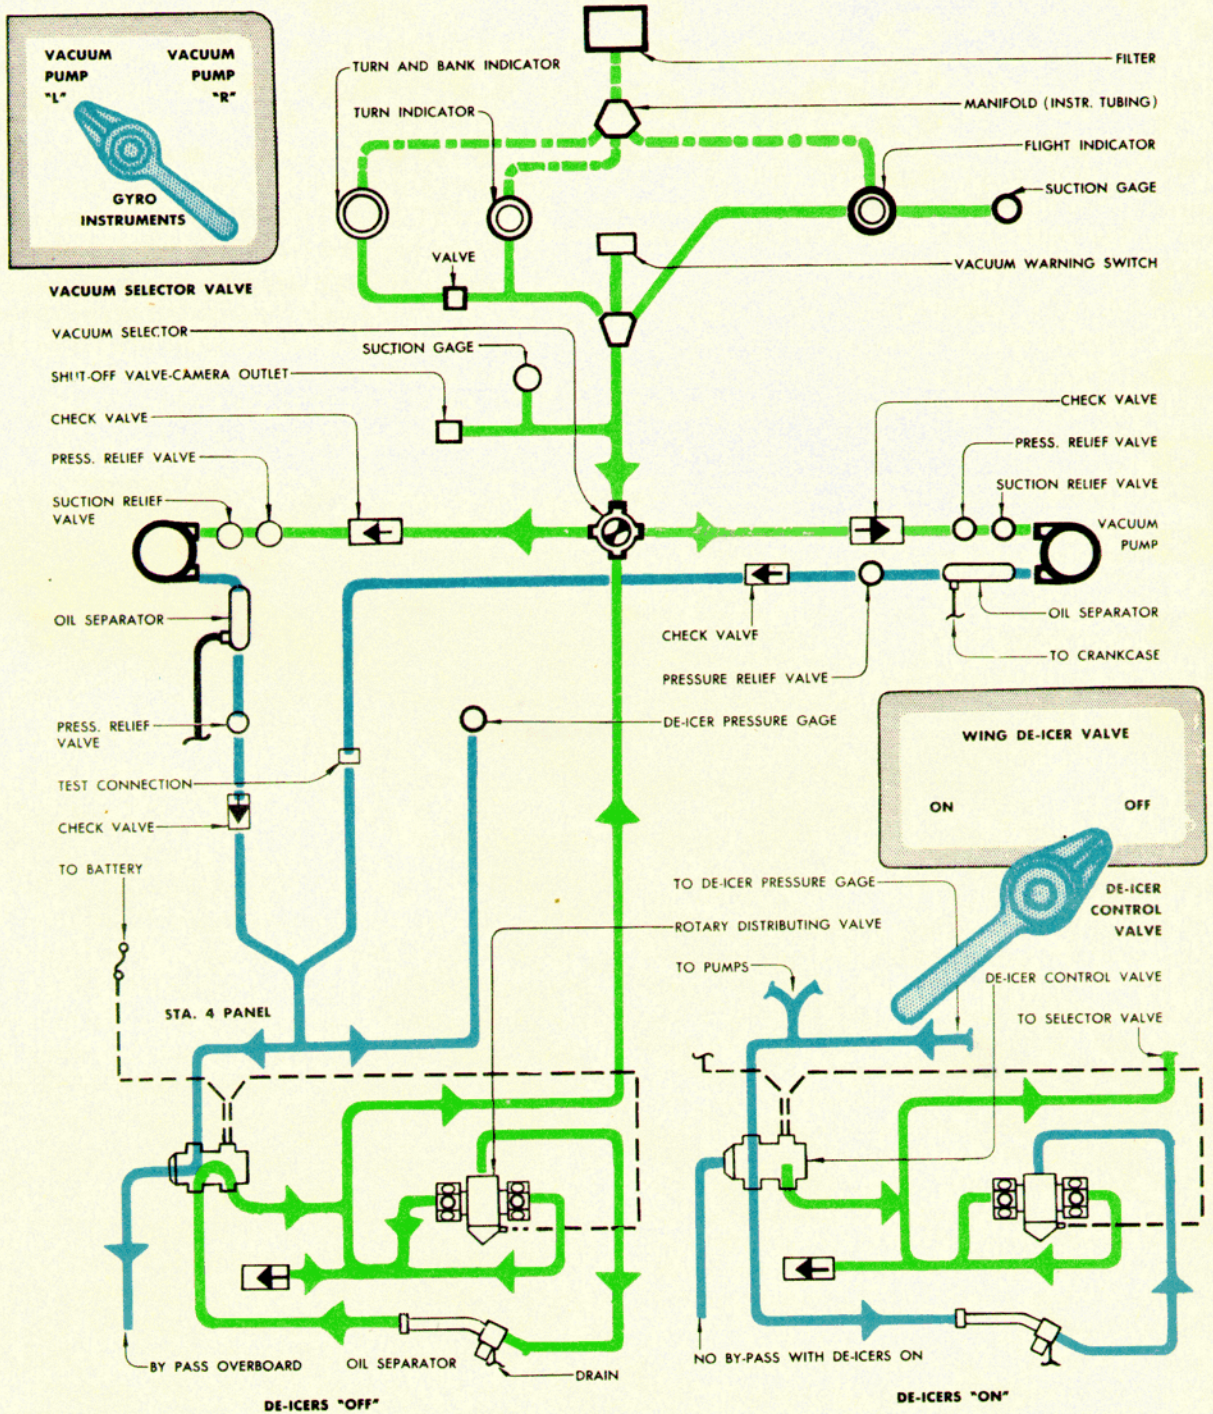 VACUUM PUMP "L"
VACUUM PUMP "R"
GYRO INSTRUMENTS
VACUUM SELECTOR VALVE
TURN AND BANK INDICATOR
TURN INDICATOR
FILTER
MANIFOLD (INSTR. TUBING)
FLIGHT INDICATOR
SUCTION GAGE
VALVE
VACUUM WARNING SWITCH
VACUUM SELECTOR
SUCTION GAGE
SHUT-OFF VALVE-CAMERA OUTLET
CHECK VALVE
PRESS. RELIEF VALVE
SUCTION RELIEF
VALVE
CHECK VALVE
PRESS. RELIEF VALVE
SUCTION RELIEF VALVE
VACUUM
PUMP
OIL SEPARATOR
CHECK VALVE
OIL SEPARATOR
TO CRANKCASE
PRESSURE RELIEF VALVE
PRESS. RELIEF
VALVE
DE-ICER PRESSURE GAGE
WING DE-ICER VALVE
ON
OFF
TEST CONNECTION
CHECK VALVE
TO BATTERY
TO DE-ICER PRESSURE GAGE
DE-ICER
CONTROL
VALVE
ROTARY DISTRIBUTING VALVE
TO PUMPS
DE-ICER CONTROL VALVE
STA. 4 PANEL
TO SELECTOR VALVE
BY PASS OVERBOARD
OIL SEPARATOR
DRAIN
NO BY-PASS WITH DE-ICERS ON
DE-ICERS "OFF"
DE-ICERS "ON"